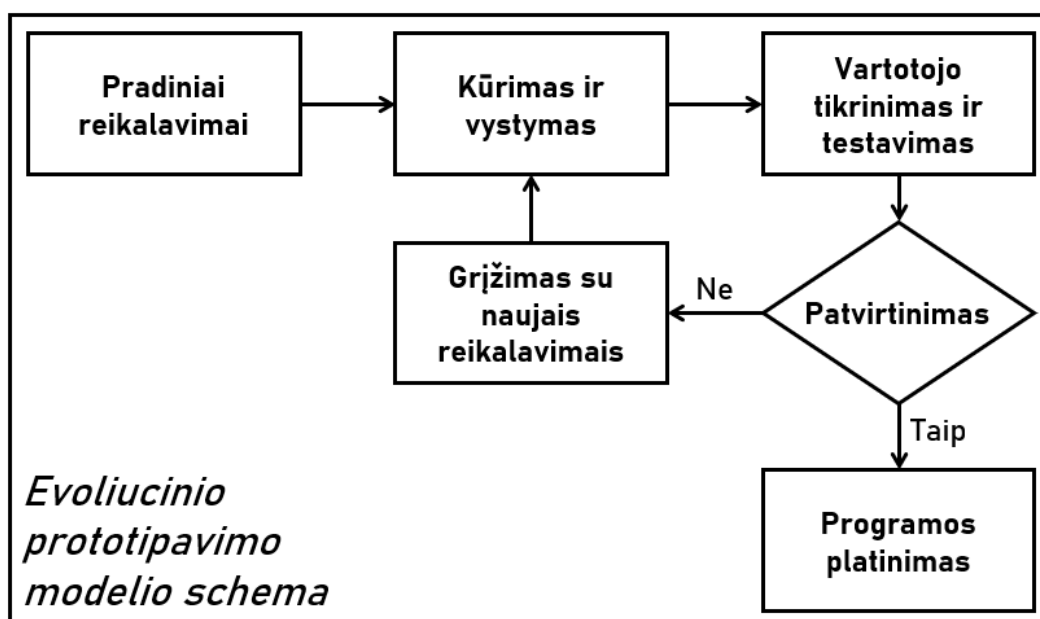 Pradiniai
reikalavimai
Kūrimas ir
vystymas
Vartotojo
tikrinimas ir
testavimas
Grįžimas su
naujais
reikalavimais
Ne
Patvirtinimas
Taip
Programos
platinimas
Evoliucinio
prototipavimo
modelio schema